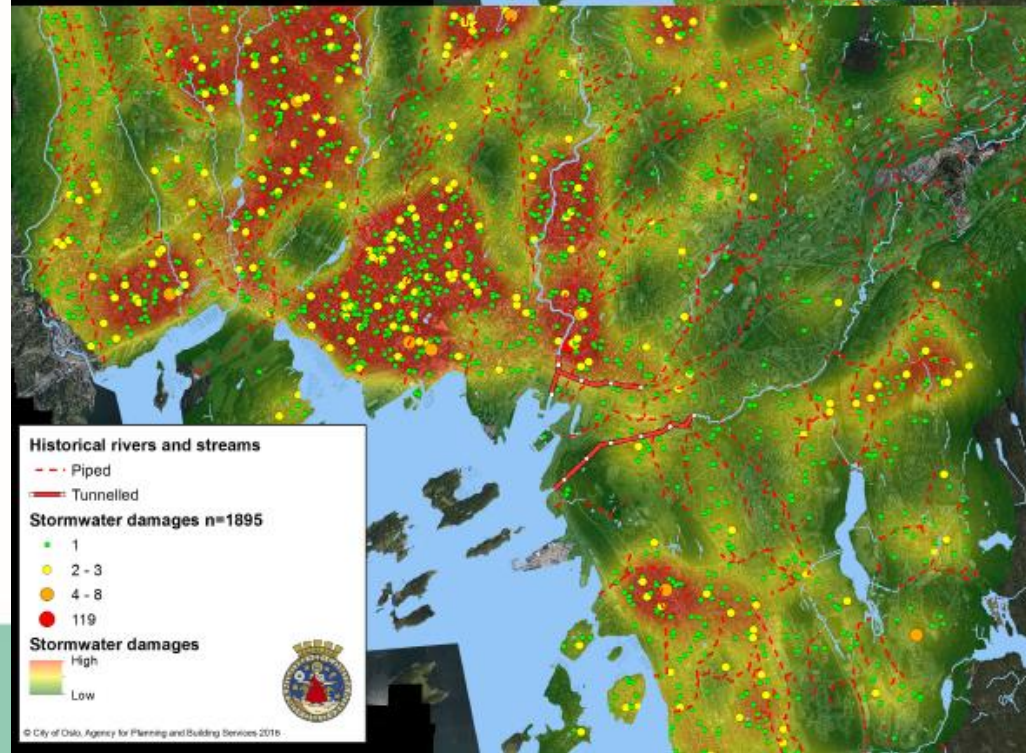 Historical rivers and streams
Piped
Tunnelled
Stormwater damages n=1895
1
2 - 3
4 - 8
119
Stormwater damages
High
Low
© City of Oslo, Agency for Planning and Building Services 2016